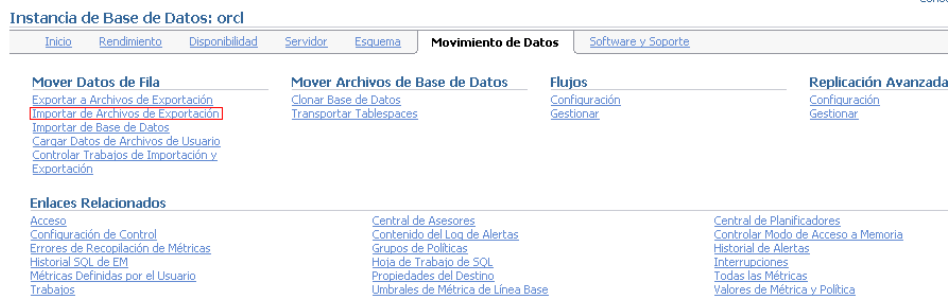 Instancia de Base de Datos: orcl
Inicio Rendimiento Disponibilidad Servidor Esquema Movimiento de Datos Software y Soporte
Mover Datos de Fila
Exportar a Archivos de Exportación
Importar de Archivos de Exportación
Importar de Base de Datos
Cargar Datos de Archivos de Usuario
Controlar Trabajos de Importación y
Exportación
Mover Archivos de Base de Datos
Clonar Base de Datos
Transportar Tablespaces
Flujos
Configuración
Gestionar
Replicación Avanzada
Configuración
Gestionar
Enlaces Relacionados
Acceso
Configuración de Control
Errores de Recopilación de Métricas
Historial SQL de EM
Métricas Definidas por el Usuario
Trabajos
Central de Asesores
Contenido del Log de Alertas
Grupos de Políticas
Hoja de Trabajo de SQL
Propiedades del Destino
Umbrales de Métrica de Línea Base
Central de Planificadores
Controlar Modo de Acceso a Memoria
Historial de Alertas
Interrupciones
Todas las Métricas
Valores de Métrica y Política